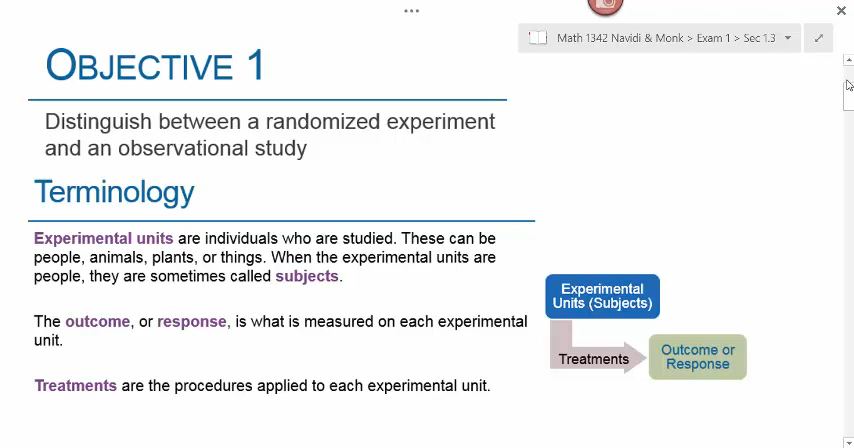 Math 1342 Navidi & Monk > Exam 1 > Sec 1.3
OBJECTIVE 1
Distinguish between a randomized experiment
and an observational study
Terminology
Experimental units are individuals who are studied. These can be
people, animals, plants, or things. When the experimental units are
people, they are sometimes called subjects.
The outcome, or response, is what is measured on each experimental
unit.
Treatments are the procedures applied to each experimental unit.
Experimental
Units (Subjects)
Treatments
Outcome or
Response